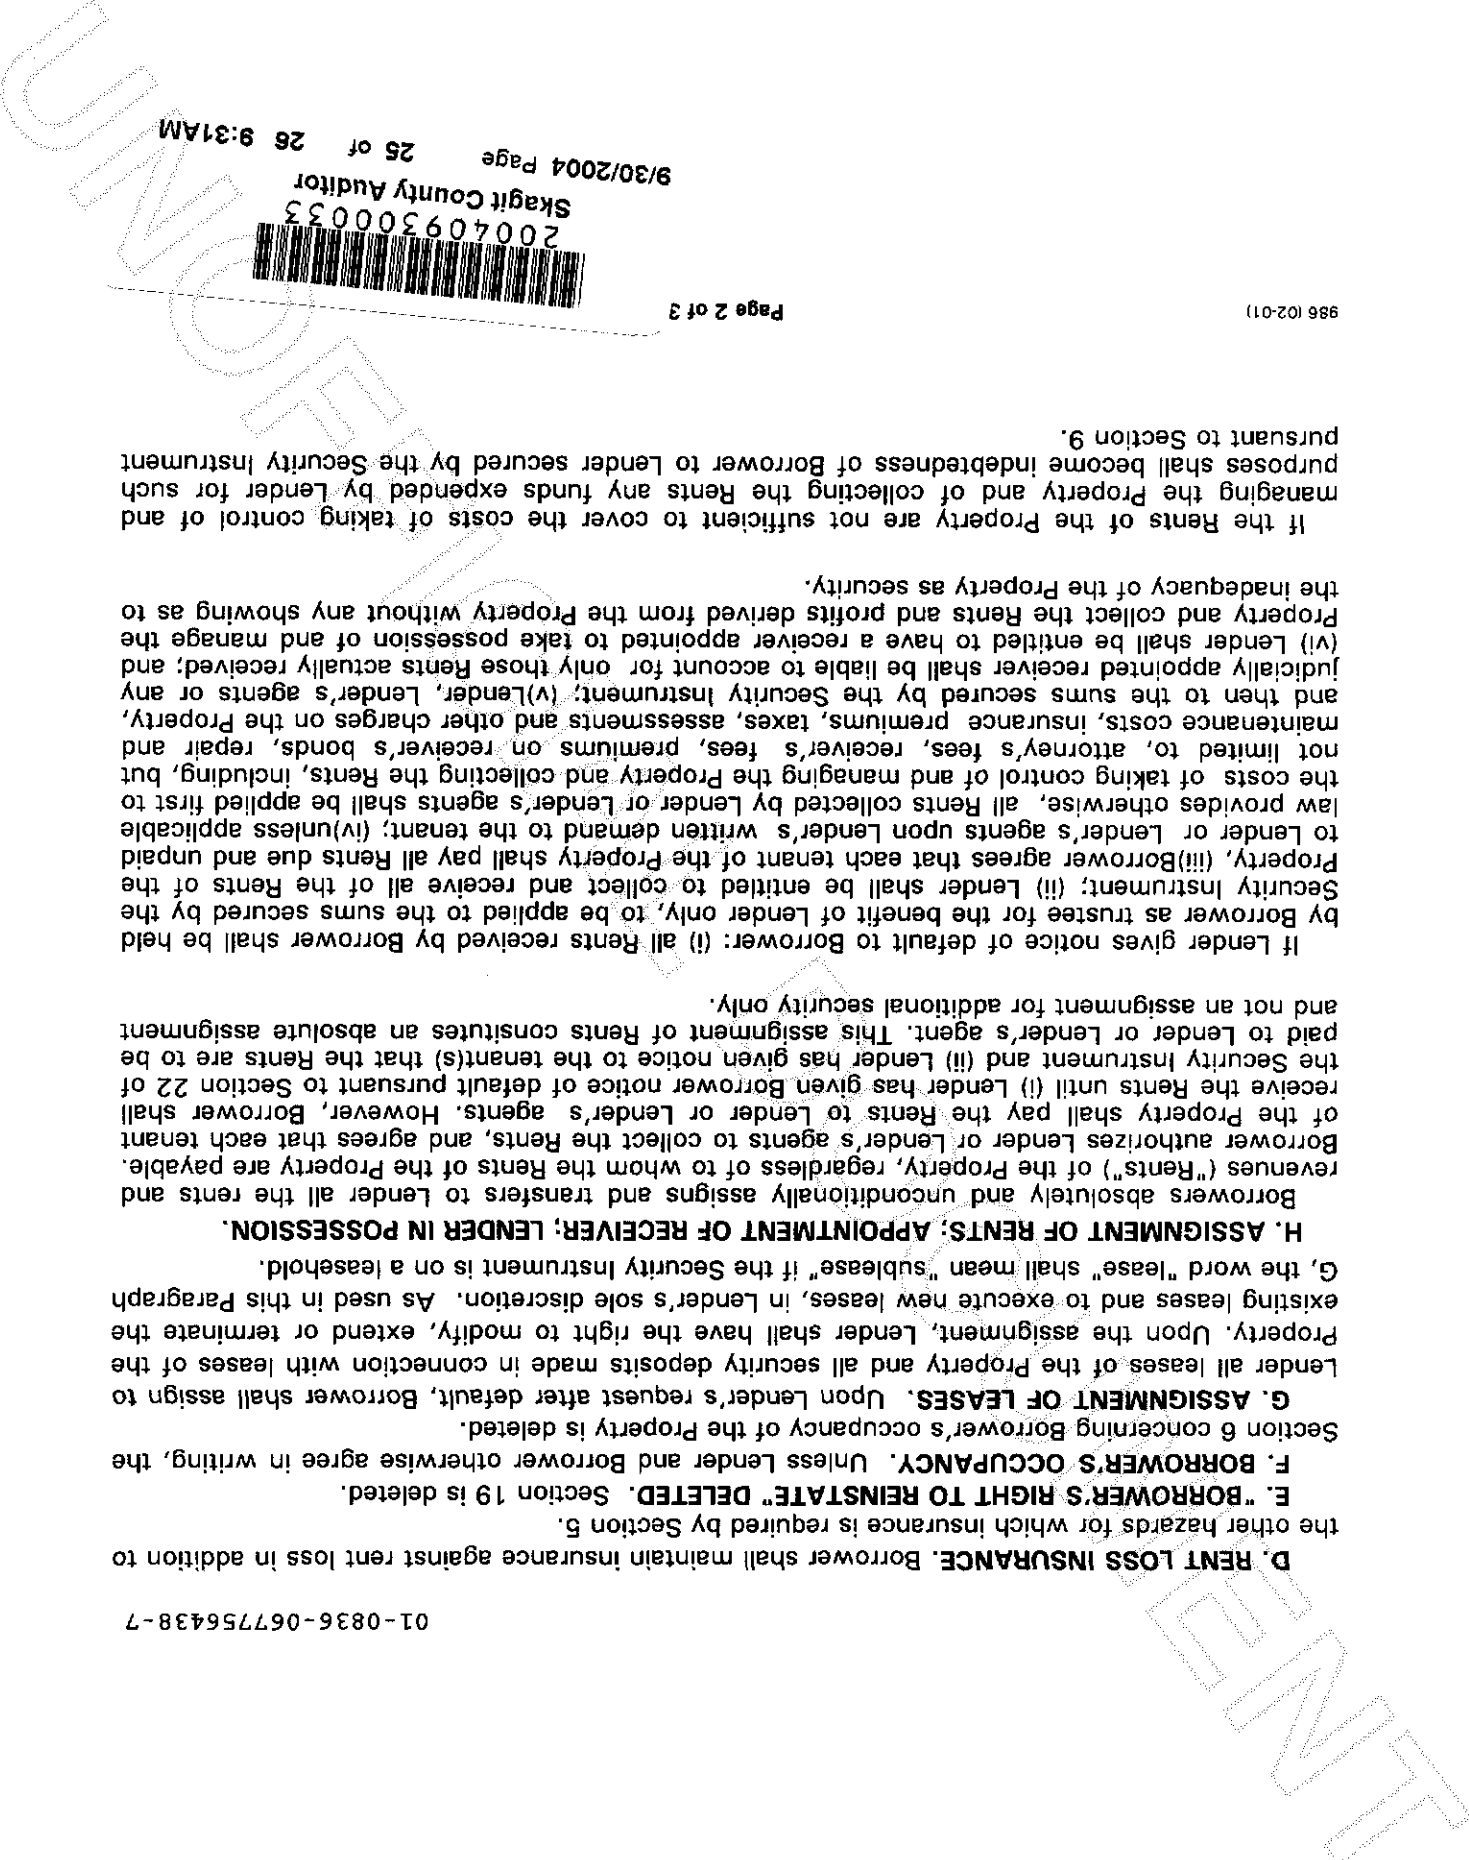 01-0836-067756438-7
D. RENT LOSS INSURANCE. Borrower shall maintain insurance against rent loss in addition to
the other hazards for which insurance is required by Section 5.
E. "BORROWER'S RIGHT TO REINSTATE" DELETED. Section 19 is deleted.
F. BORROWER'S OCCUPANCY. Unless Lender and Borrower otherwise agree in writing, the
Section 6 concerning Borrower's occupancy of the Property is deleted.
G. ASSIGNMENT OF LEASES. Upon Lender's request after default, Borrower shall assign to
Lender all leases of the Property and all security deposits made in connection with leases of the
Property. Upon the assignment, Lender shall have the right to modify, extend or terminate the
existing leases and to execute new leases, in Lender's sole discretion. As used in this Paragraph
G, the word "lease" shall mean "sublease" if the Security Instrument is on a leasehold.
H. ASSIGNMENT OF RENTS; APPOINTMENT OF RECEIVER; LENDER IN POSSESSION.
Borrowers absolutely and unconditionally assigns and transfers to Lender all the rents and
revenues ("Rents") of the Property, regardless of to whom the Rents of the Property are payable.
Borrower authorizes Lender or Lender's agents to collect the Rents, and agrees that each tenant
of the Property shall pay the Rents to Lender or Lender's agents. However, Borrower shall
receive the Rents until (i) Lender has given Borrower notice of default pursuant to Section 22 of
the Security Instrument and (ii) Lender has given notice to the tenant(s) that the Rents are to be
paid to Lender or Lender's agent. This assignment of Rents consitutes an absolute assignment
and not an assignment for additional security only.
If Lender gives notice of default to Borrower: (i) all Rents received by Borrower shall be held
by Borrower as trustee for the benefit of Lender only, to be applied to the sums secured by the
Security Instrument; (ii) Lender shall be entitled to collect and receive all of the Rents of the
Property, (iii)Borrower agrees that each tenant of the Property shall pay all Rents due and unpaid
to Lender or Lender's agents upon Lender's written demand to the tenant; (iv)unless applicable
law provides otherwise, all Rents collected by Lender or Lender's agents shall be applied first to
the costs of taking control of and managing the Property and collecting the Rents, including, but
not limited to, attorney's fees, receiver's fees, premiums on receiver's bonds, repair and
maintenance costs, insurance premiums, taxes, assessments and other charges on the Property,
and then to the sums secured by the Security Instrument; (v)Lender, Lender's agents or any
judicially appointed receiver shall be liable to account for only those Rents actually received; and
(vi) Lender shall be entitled to have a receiver appointed to take possession of and manage the
Property and collect the Rents and profits derived from the Property without any showing as to
the inadequacy of the Property as security.
If the Rents of the Property are not sufficient to cover the costs of taking control of and
managing the Property and of collecting the Rents any funds expended by Lender for such
purposes shall become indebtedness of Borrower to Lender secured by the Security Instrument
pursuant to Section 9.
986 (02-01)
Page 2 of 3
200409300033
Skagit County Auditor
9/30/2004 Page 25 of 26 9:31AM
UNOFFICIAL DOCUMENT